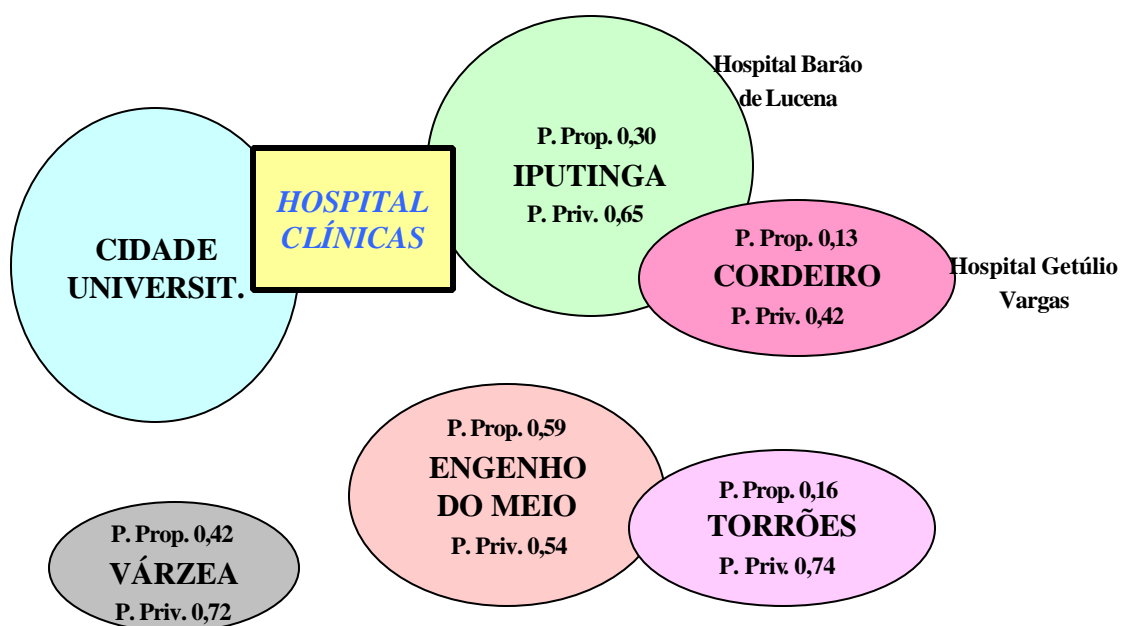 Hospital Barão
de Lucena
P. Prop. 0,30
IPUTINGA
P. Priv. 0,65
HOSPITAL
CLÍNICAS
CIDADE
UNIVERSIT.
P. Prop. 0,13
CORDEIRO
P. Priv. 0,42
Hospital Getúlio
Vargas
P. Prop. 0,59
ENGENHO
DO MEIO
P. Priv. 0,54
P. Prop. 0,16
TORRÕES
P. Priv. 0,74
P. Prop. 0,42
VÁRZEA
P. Priv. 0,72